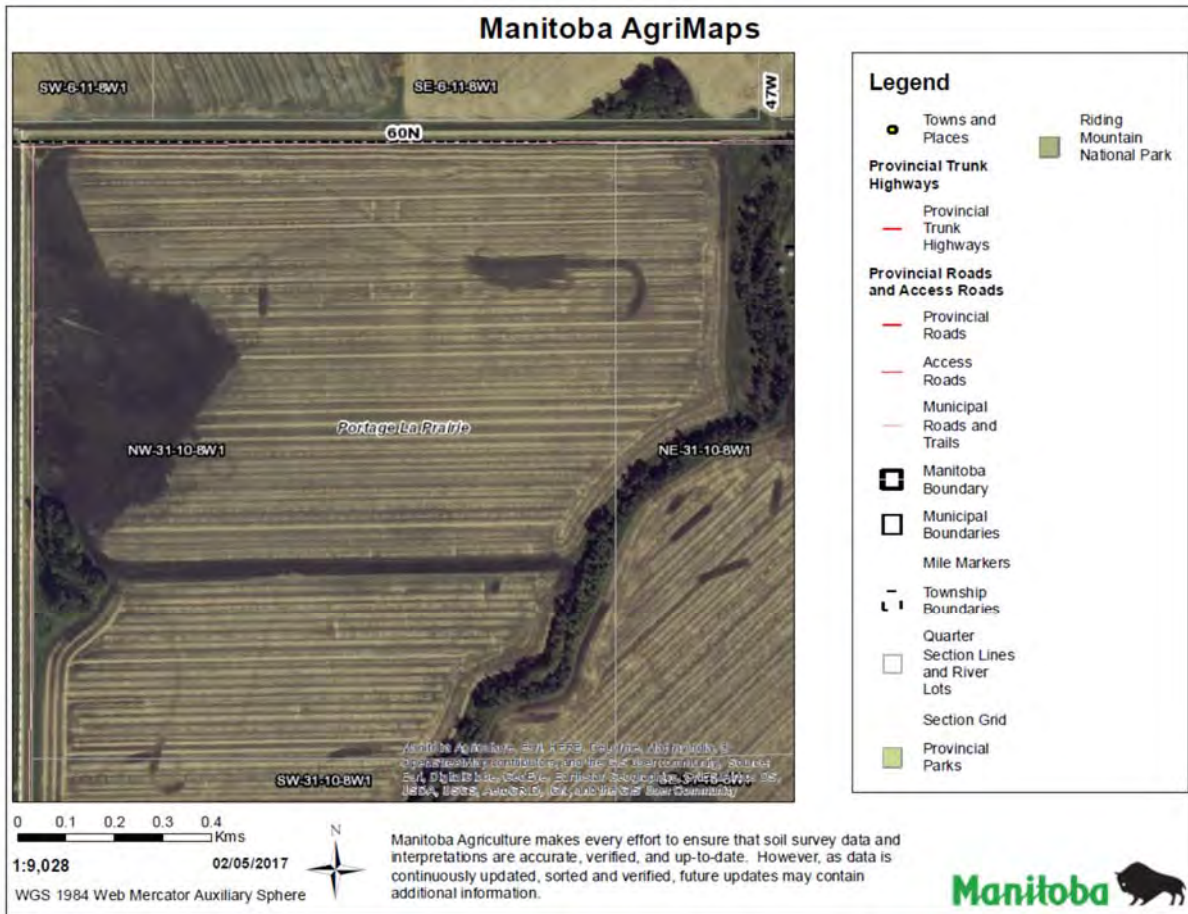 Manitoba AgriMaps
SW-6-11-8W1
SE-6-11-8W1
47W
60N
Portage La Prairie
NW-31-10-8W1
NE-31-10-8W1
SW-31-10-8W1
Legend
Towns and
Places
Provincial Trunk
Highways
Provincial
Trunk
Highways
Provincial Roads
and Access Roads
Provincial
Roads
Access
Roads
Municipal
Roads and
Trails
Manitoba
Boundary
Municipal
Boundaries
Mile Markers
Township
Boundaries
Quarter
Section Lines
and River
Lots
Section Grid
Provincial
Parks
Riding
Mountain
National Park
0 0.1 0.2 0.3 0.4
Kms
1:9,028
02/05/2017
N
WGS 1984 Web Mercator Auxiliary Sphere
Manitoba Agriculture makes every effort to ensure that soil survey data and
interpretations are accurate, verified, and up-to-date. However, as data is
continuously updated, sorted and verified, future updates may contain
additional information.
Manitoba